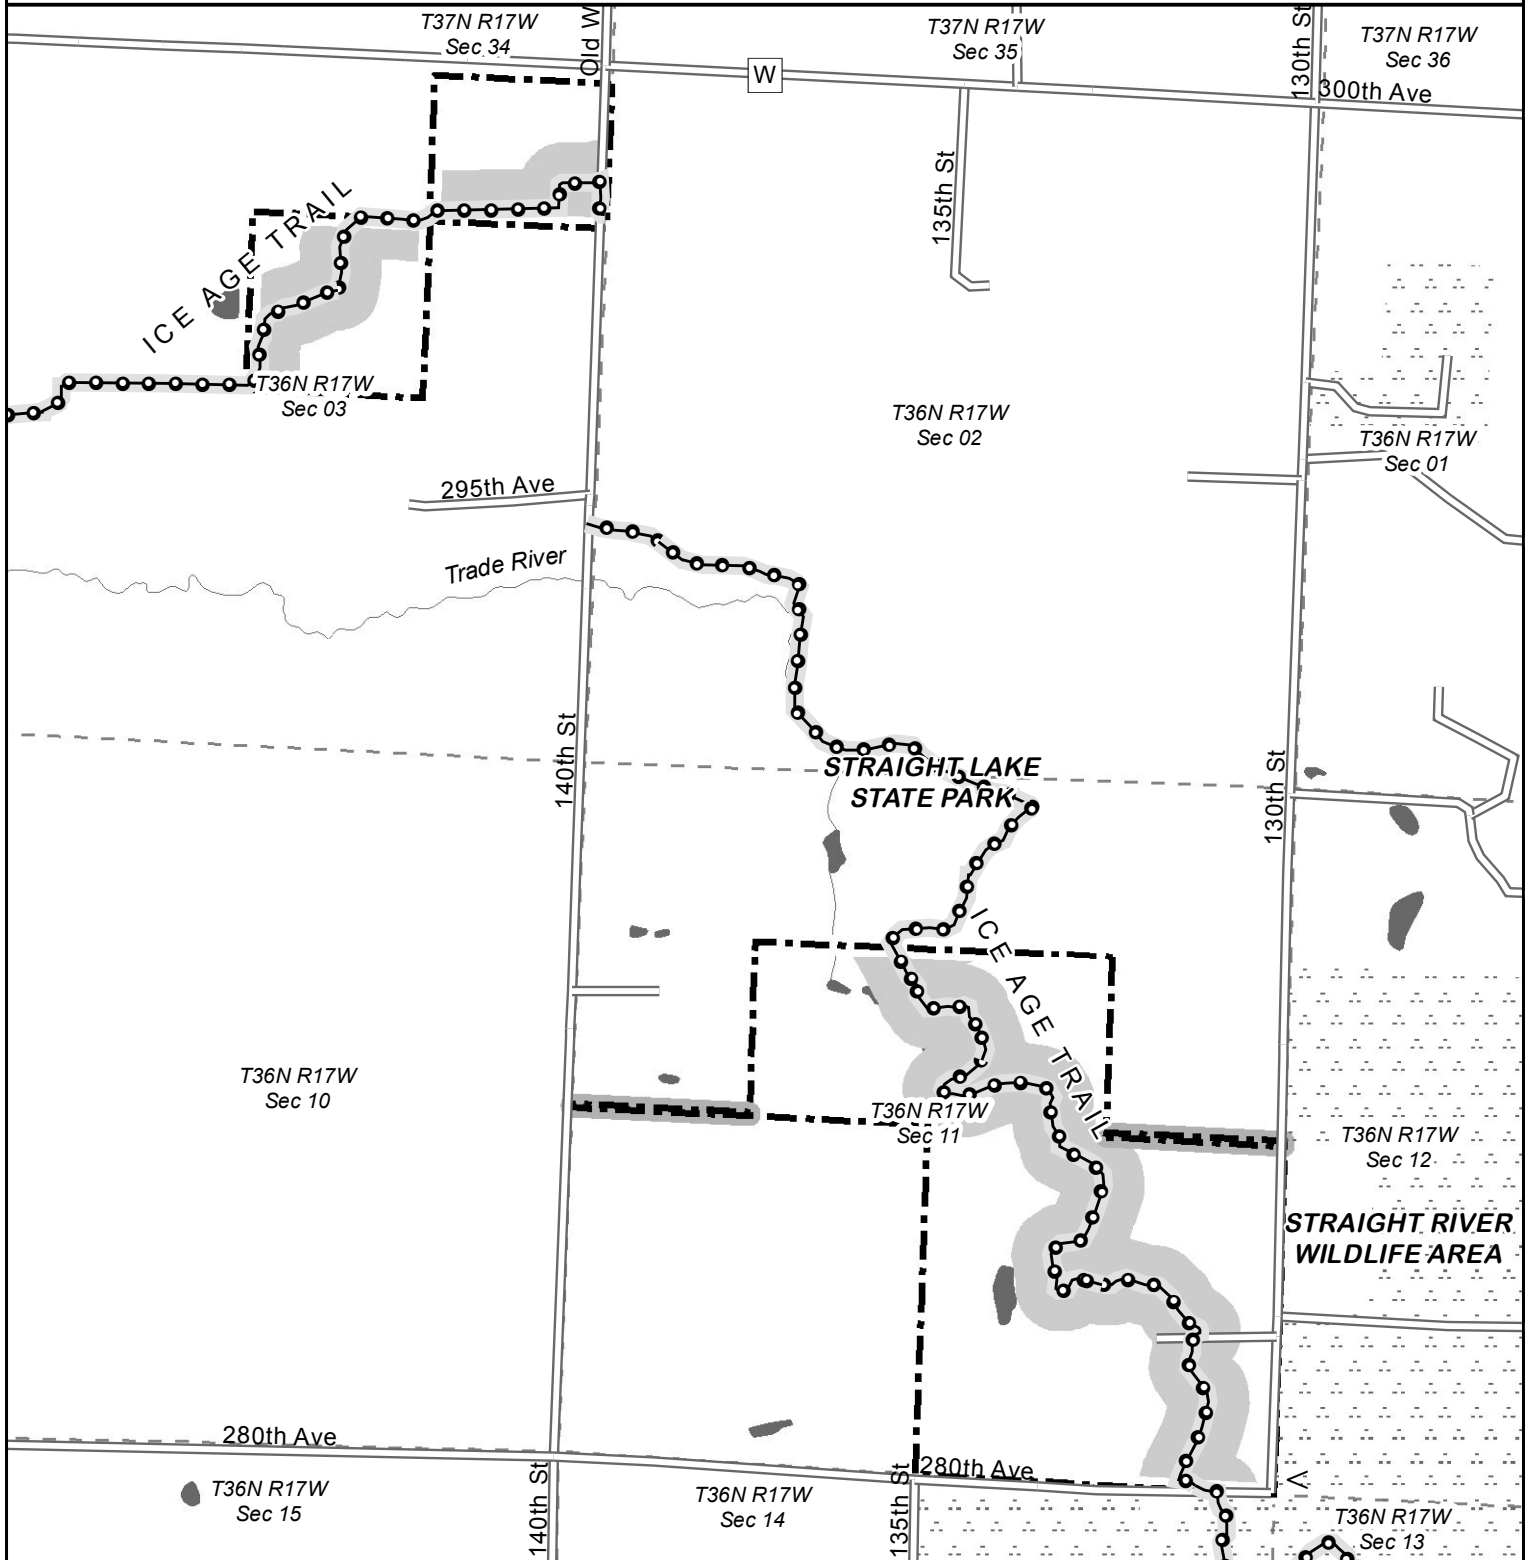 T37N R17W
Sec 34
Old W
T37N R17W
Sec 35
130th St
T37N R17W
Sec 36
W
300th Ave
135th St
ICE AGE TRAIL
T36N R17W
Sec 03
T36N R17W
Sec 02
T36N R17W
Sec 01
295th Ave
Trade River
140th St
STRAIGHT LAKE
STATE PARK
130th St
ICE AGE TRAIL
T36N R17W
Sec 10
T36N R17W
Sec 11
T36N R17W
Sec 12
STRAIGHT RIVER
WILDLIFE AREA
280th Ave
280th Ave
T36N R17W
Sec 15
140th St
T36N R17W
Sec 14
135th St
T36N R17W
Sec 13